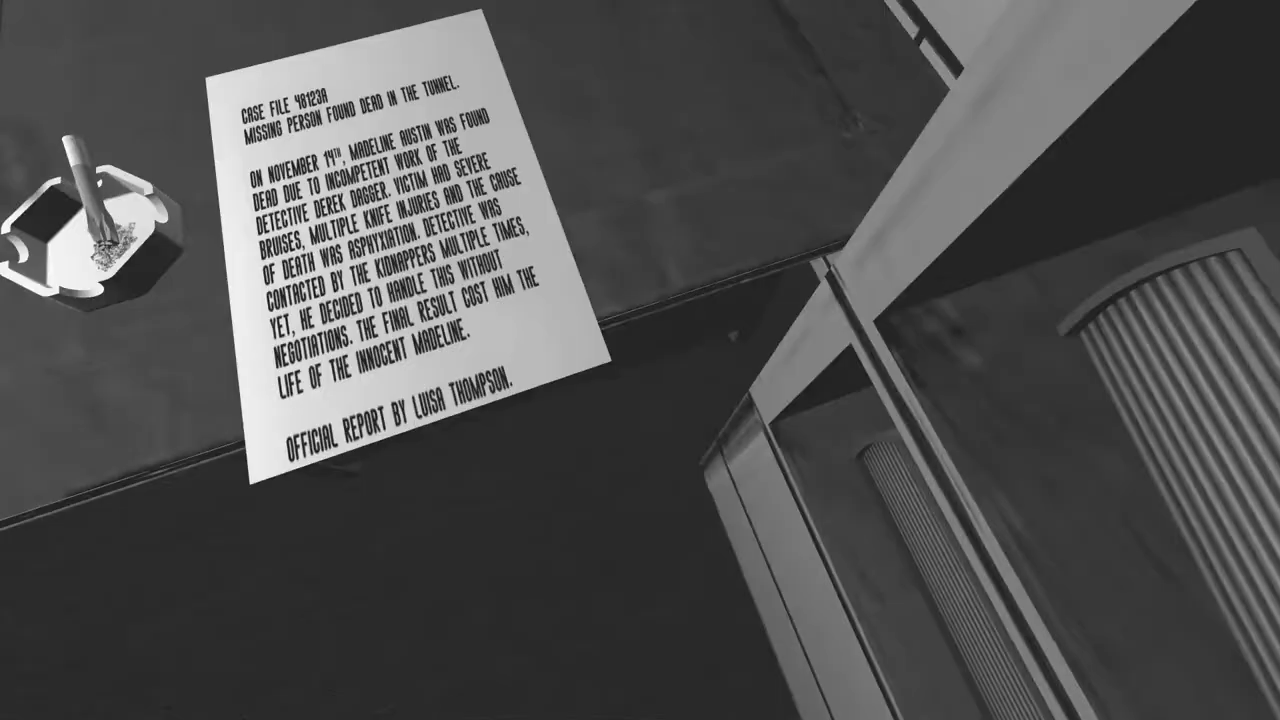 CASE FILE 48123A
MISSING PERSON FOUND DEAD IN THE TUNNEL.
ON NOVEMBER 14TH, MADELINE AUSTIN WAS FOUND
DEAD DUE TO INCOMPETENT WORK OF THE
DETECTIVE DEREK DAGGER. VICTIM HAD SEVERE
BRUISES, MULTIPLE KNIFE INJURIES AND THE CAUSE
OF DEATH WAS ASPHYXIATION. DETECTIVE WAS
CONTACTED BY THE KIDNAPPERS MULTIPLE TIMES,
YET, HE DECIDED TO HANDLE THIS WITHOUT
NEGOTIATIONS. THE FINAL RESULT COST HIM THE
LIFE OF THE INNOCENT MADELINE.
OFFICIAL REPORT BY LUISA THOMPSON.